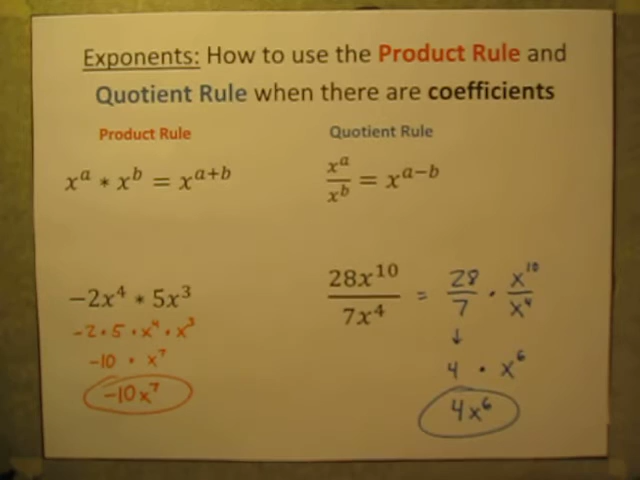 Exponents: How to use the Product Rule and
Quotient Rule when there are coefficients
Product Rule
x^a * x^b = x^{a+b}
-2x^4 * 5x^3
-2 • 5 • x^4 • x^3
-10 • x^7
-10x^7
Quotient Rule
x^a / x^b = x^{a-b}
28x^{10} / 7x^4 = 28 / 7 • x^{10} / x^4
↓
4 • x^6
4x^6